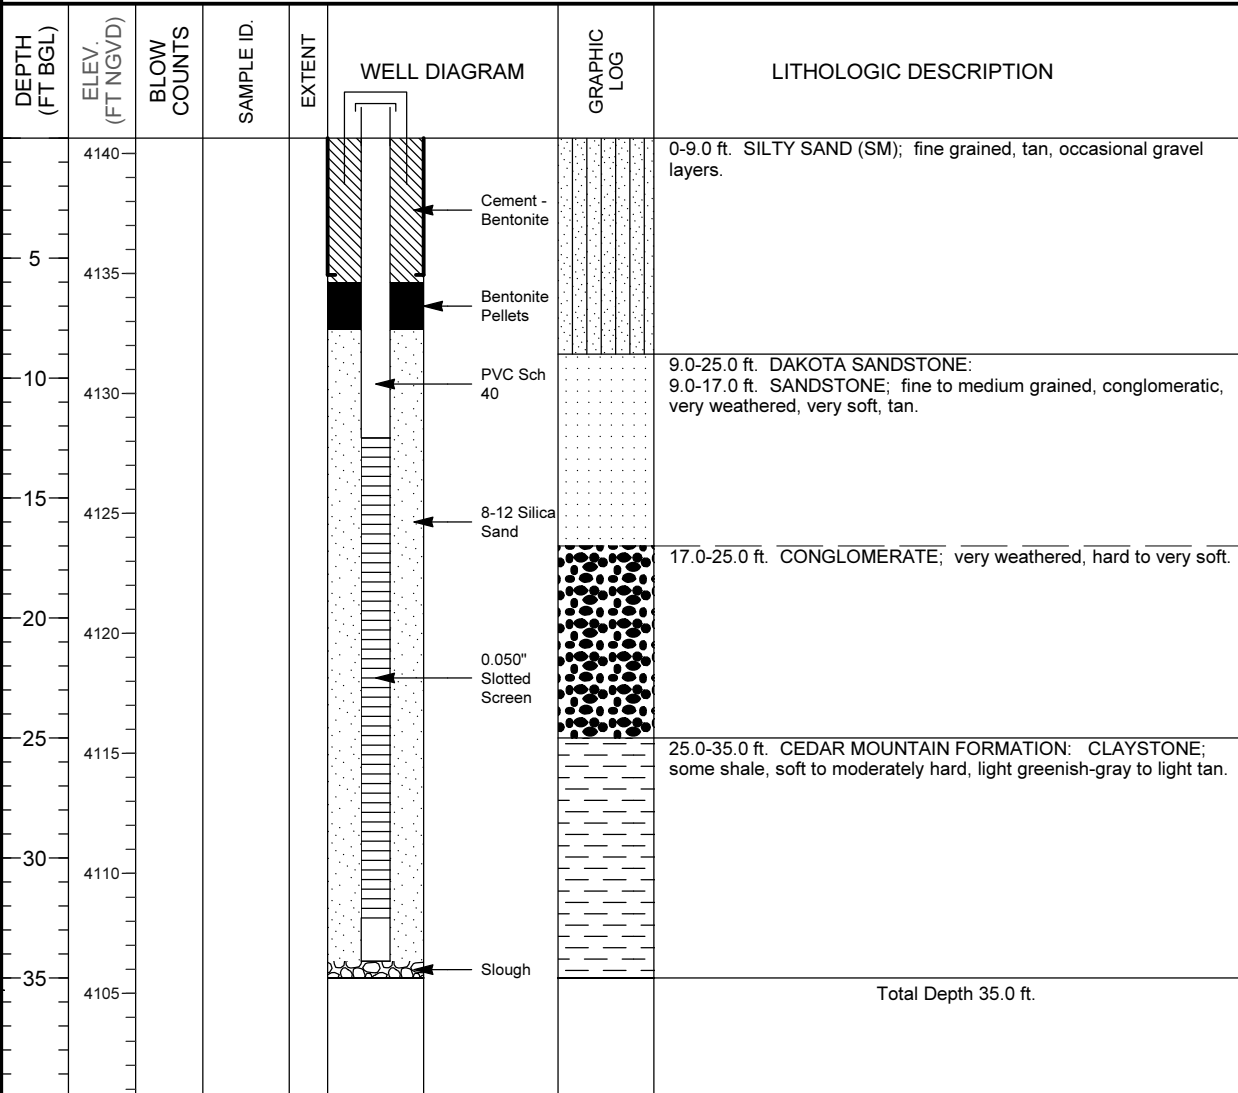 DEPTH
(FT BGL)
ELEV.
(FT NGVD)
BLOW
COUNTS
SAMPLE ID.
EXTENT
WELL DIAGRAM
GRAPHIC
LOG
LITHOLOGIC DESCRIPTION
5
10
15
20
25
30
35
4140
4135
4130
4125
4120
4115
4110
4105
Cement -
Bentonite
Bentonite
Pellets
PVC Sch
40
8-12 Silica
Sand
0.050"
Slotted
Screen
Slough
0-9.0 ft. SILTY SAND (SM); fine grained, tan, occasional gravel
layers.
9.0-25.0 ft. DAKOTA SANDSTONE:
9.0-17.0 ft. SANDSTONE; fine to medium grained, conglomeratic,
very weathered, very soft, tan.
17.0-25.0 ft. CONGLOMERATE; very weathered, hard to very soft.
25.0-35.0 ft. CEDAR MOUNTAIN FORMATION: CLAYSTONE;
some shale, soft to moderately hard, light greenish-gray to light tan.
Total Depth 35.0 ft.